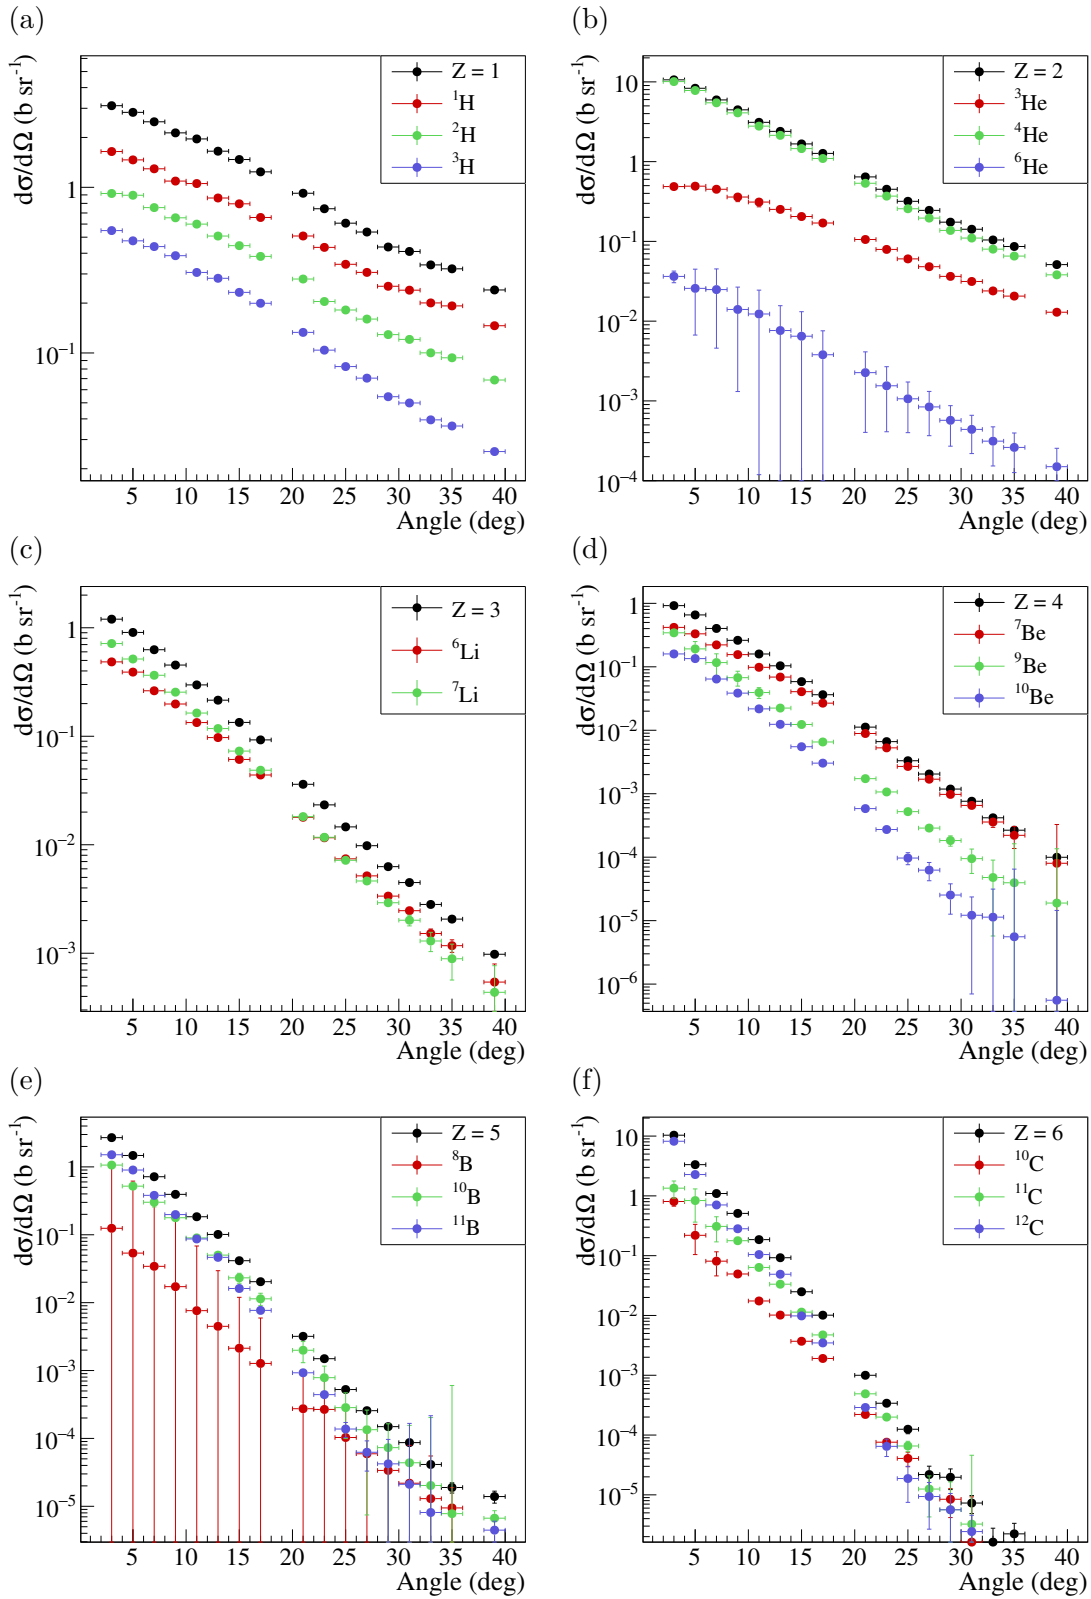 (a)
dσ/dΩ (b sr⁻¹)
1
10⁻¹
Z = 1
¹H
²H
³H
5 10 15 20 25 30 35 40
Angle (deg)
(b)
dσ/dΩ (b sr⁻¹)
10
1
10⁻¹
10⁻²
10⁻³
10⁻⁴
Z = 2
³He
⁴He
⁶He
5 10 15 20 25 30 35 40
Angle (deg)
(c)
dσ/dΩ (b sr⁻¹)
1
10⁻¹
10⁻²
10⁻³
Z = 3
⁶Li
⁷Li
5 10 15 20 25 30 35 40
Angle (deg)
(d)
dσ/dΩ (b sr⁻¹)
1
10⁻¹
10⁻²
10⁻³
10⁻⁴
10⁻⁵
10⁻⁶
Z = 4
⁷Be
⁹Be
¹⁰Be
5 10 15 20 25 30 35 40
Angle (deg)
(e)
dσ/dΩ (b sr⁻¹)
1
10⁻¹
10⁻²
10⁻³
10⁻⁴
10⁻⁵
Z = 5
⁸B
¹⁰B
¹¹B
5 10 15 20 25 30 35 40
Angle (deg)
(f)
dσ/dΩ (b sr⁻¹)
10
1
10⁻¹
10⁻²
10⁻³
10⁻⁴
10⁻⁵
Z = 6
¹⁰C
¹¹C
¹²C
5 10 15 20 25 30 35 40
Angle (deg)